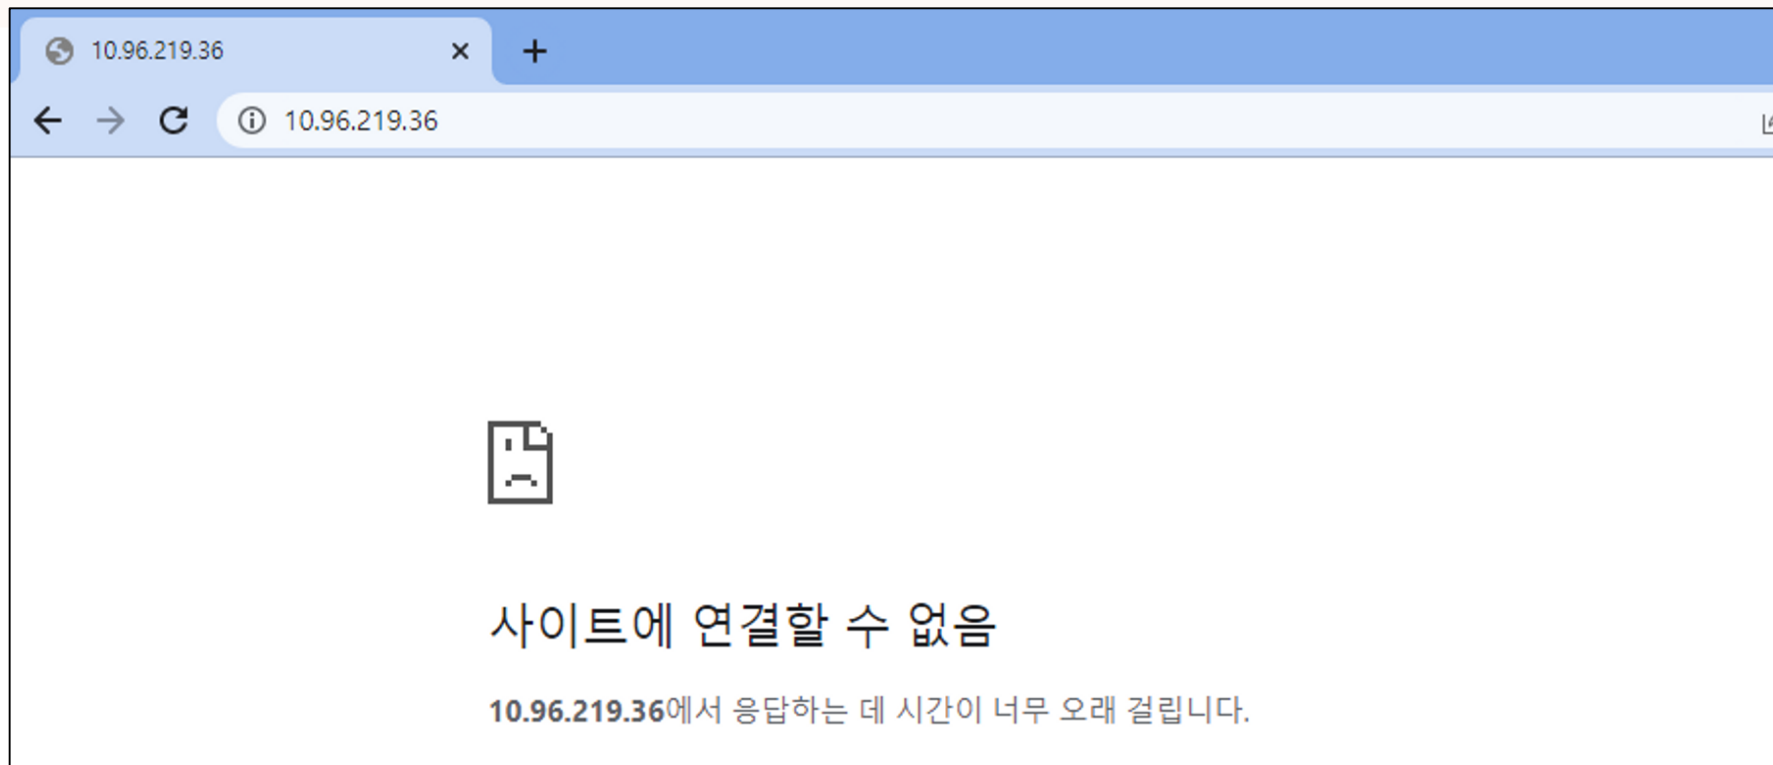 10.96.219.36
10.96.219.36
사이트에 연결할 수 없음
10.96.219.36에서 응답하는 데 시간이 너무 오래 걸립니다.